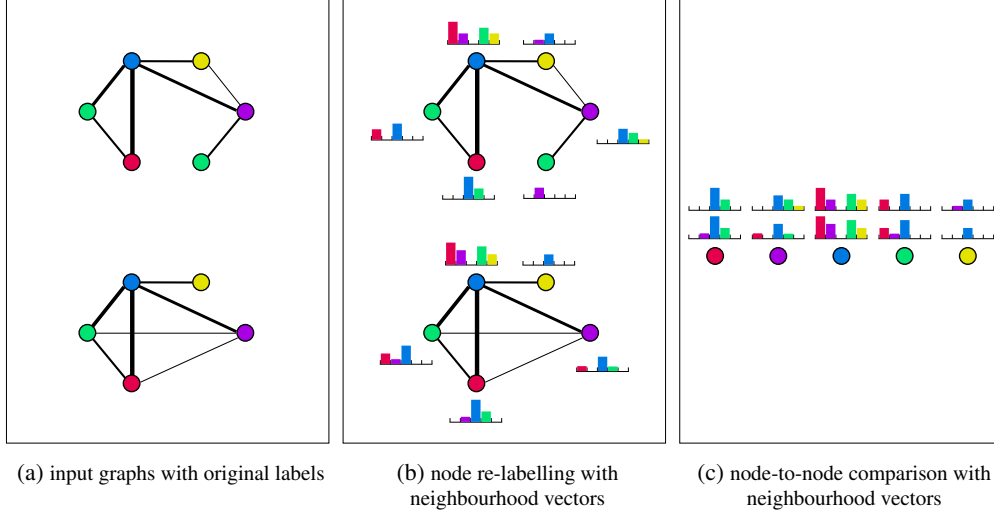 (a) input graphs with original labels
(b) node re-labelling with
neighbourhood vectors
(c) node-to-node comparison with
neighbourhood vectors